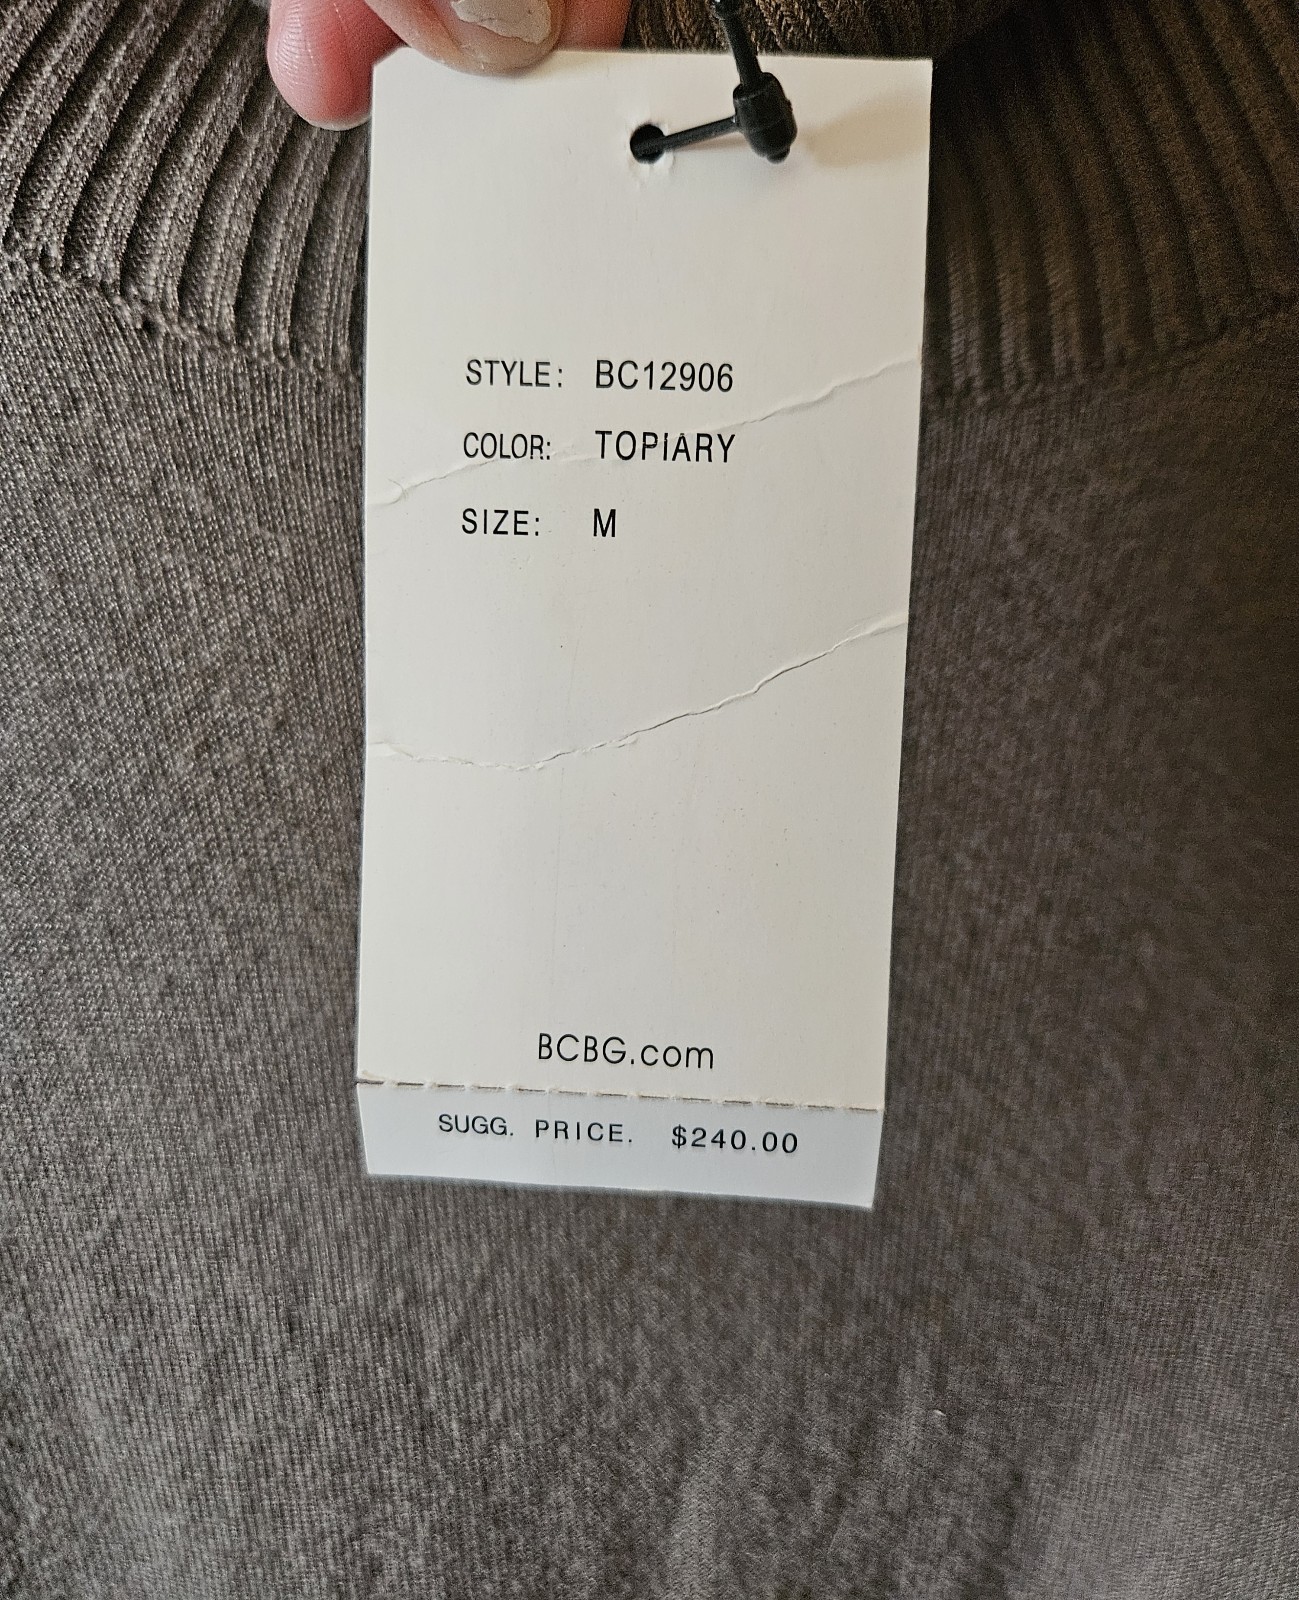 STYLE: BC12906
COLOR: TOPIARY
SIZE: M
BCBG.com
SUGG. PRICE. $240.00